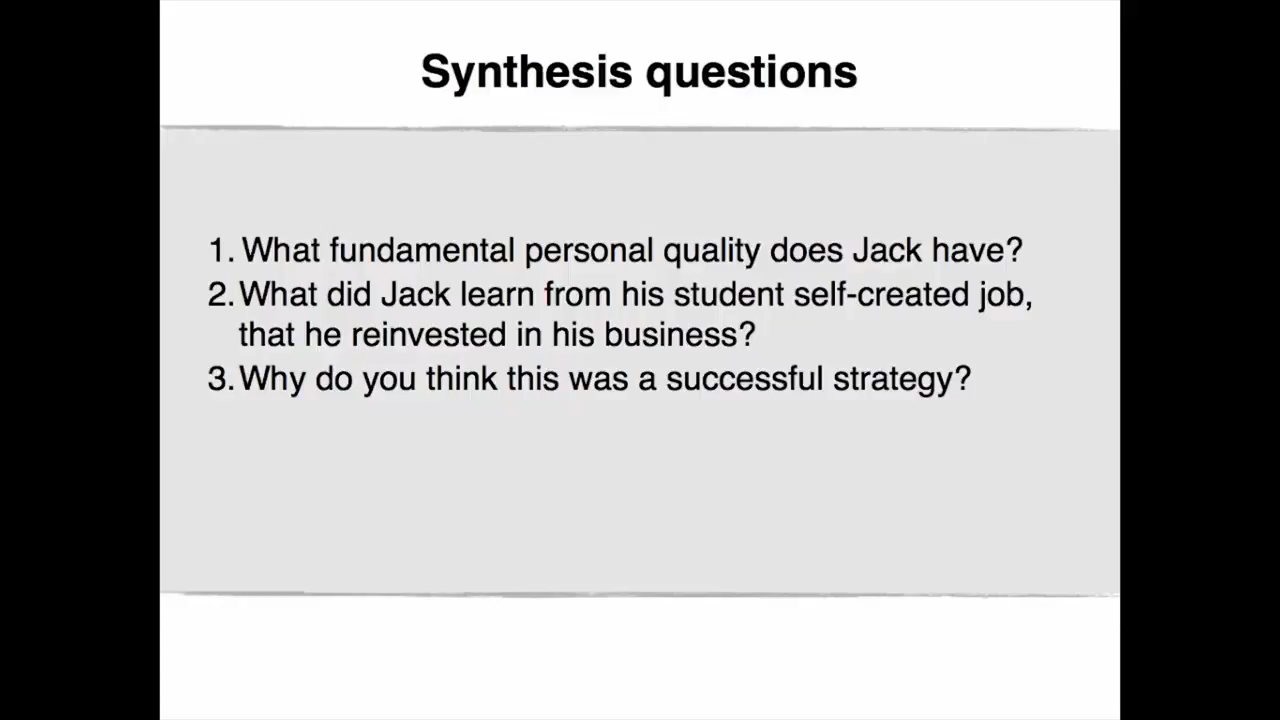 Synthesis questions
1. What fundamental personal quality does Jack have?
2. What did Jack learn from his student self-created job,
that he reinvested in his business?
3. Why do you think this was a successful strategy?